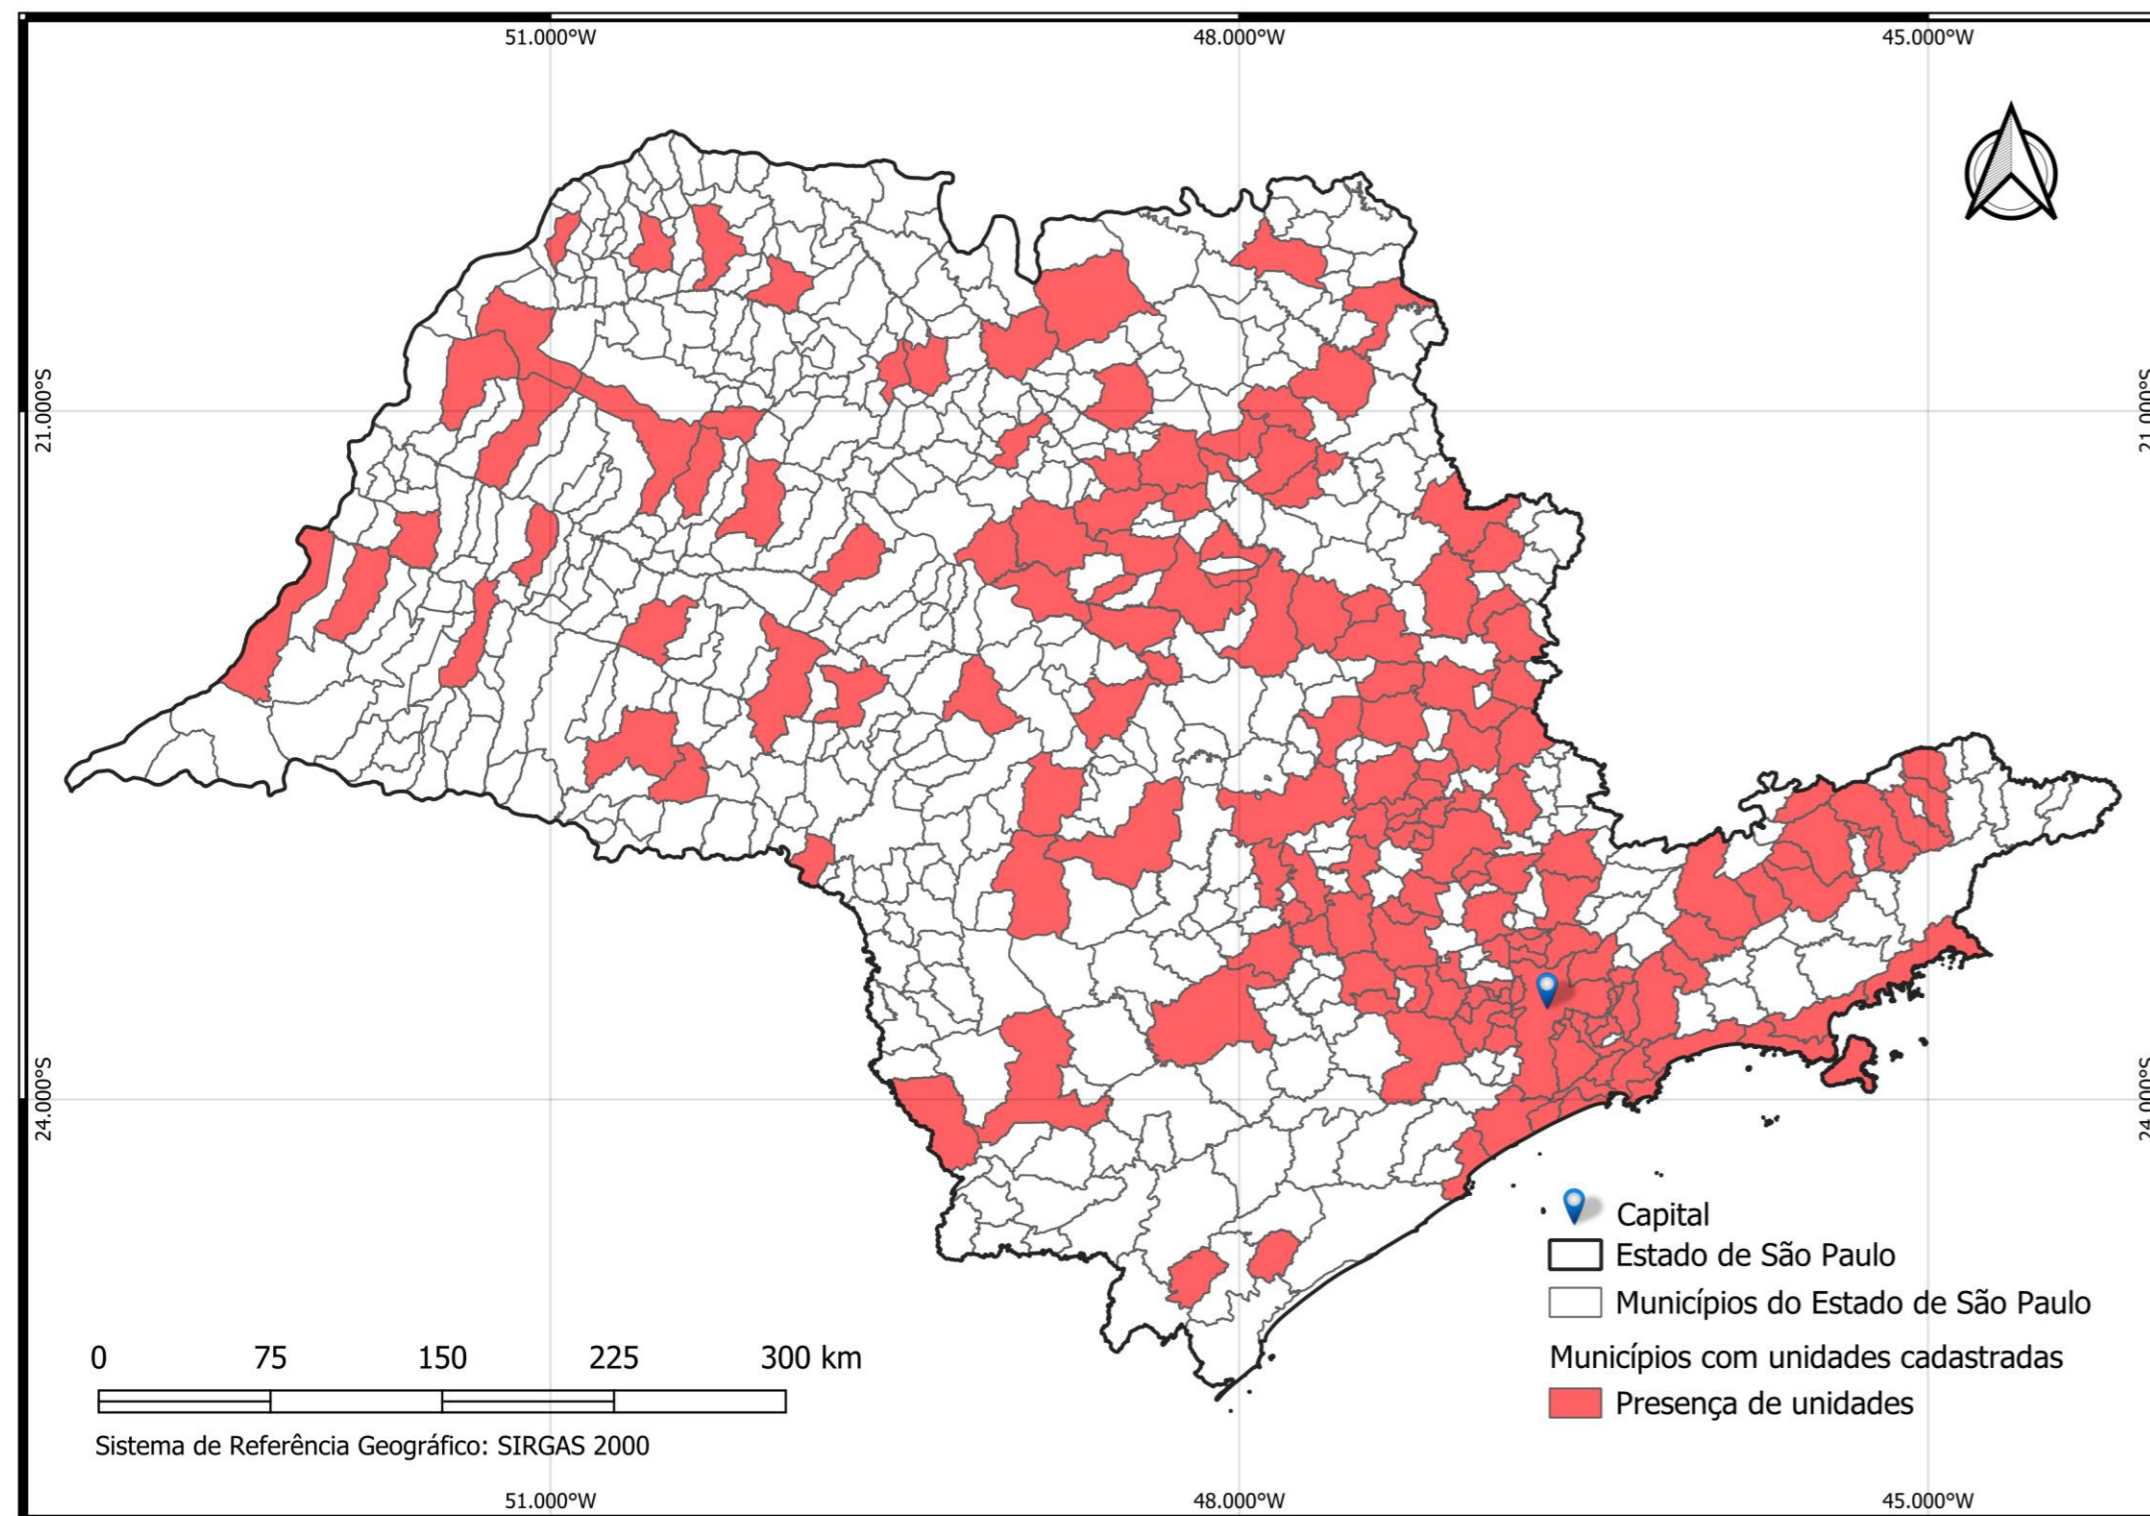 51.000°W 48.000°W 45.000°W
21.000°S 21.000°S
24.000°S 24.000°S
Capital
Estado de São Paulo
Municípios do Estado de São Paulo
Municípios com unidades cadastradas
Presença de unidades
0 75 150 225 300 km
Sistema de Referência Geográfico: SIRGAS 2000
51.000°W 48.000°W 45.000°W